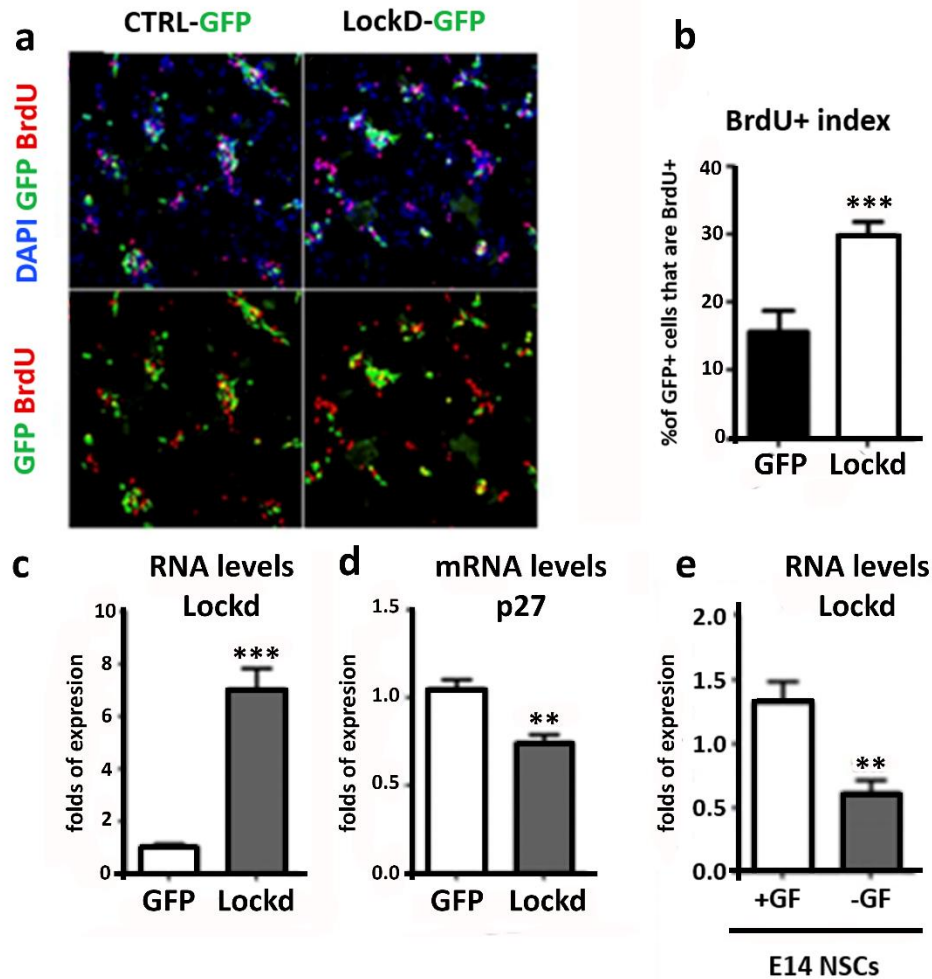 a
CTRL-GFP
LockD-GFP
DAPI GFP BrdU
GFP BrdU
b
BrdU+ index
%of GFP+ cells that are BrdU+
40
30
20
10
0
***
GFP
Lockd
c
RNA levels
Lockd
folds of expresion
10
8
6
4
2
0
***
GFP
Lockd
d
mRNA levels
p27
folds of expresion
1.5
1.0
0.5
0.0
**
GFP
Lockd
e
RNA levels
Lockd
folds of expresion
2.0
1.5
1.0
0.5
0.0
**
+GF
-GF
E14 NSCs